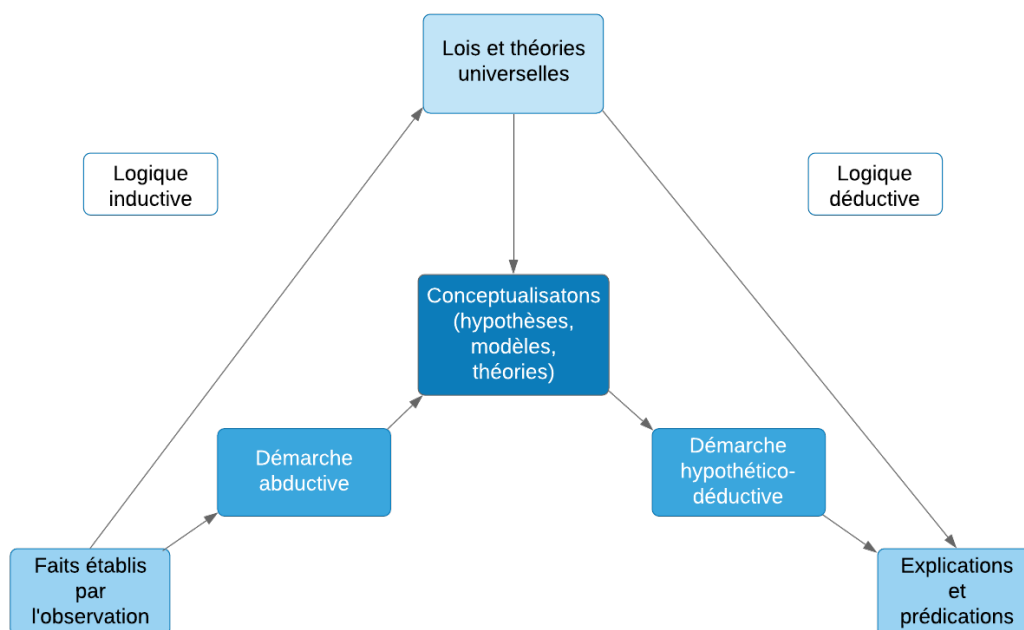 Lois et théories
universelles
Logique
inductive
Logique
déductive
Conceptualisatons
(hypothèses,
modèles,
théories)
Démarche
abductive
Démarche
hypothético-
déductive
Faits établis
par
l'observation
Explications
et
prédications